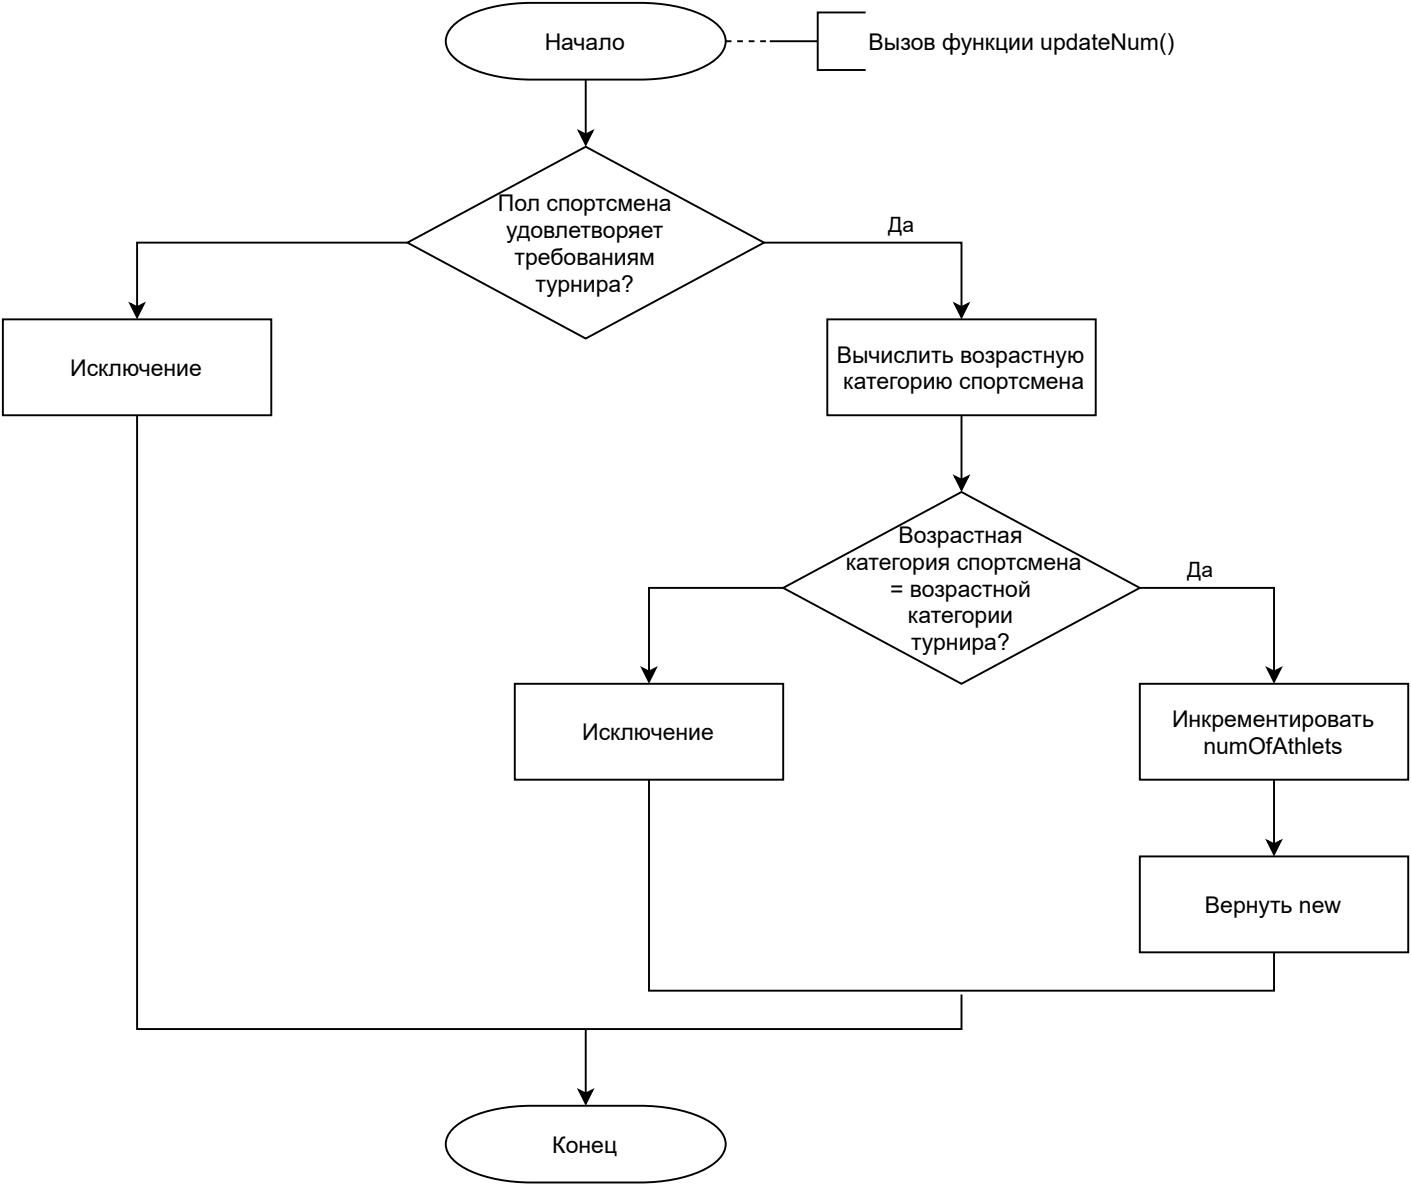 Начало
Вызов функции updateNum()
Пол спортсмена
удовлетворяет
требованиям
турнира?
Да
Исключение
Вычислить возрастную
категорию спортсмена
Возрастная
категория спортсмена
= возрастной
категории
турнира?
Да
Исключение
Инкрементировать
numOfAthlets
Вернуть new
Конец